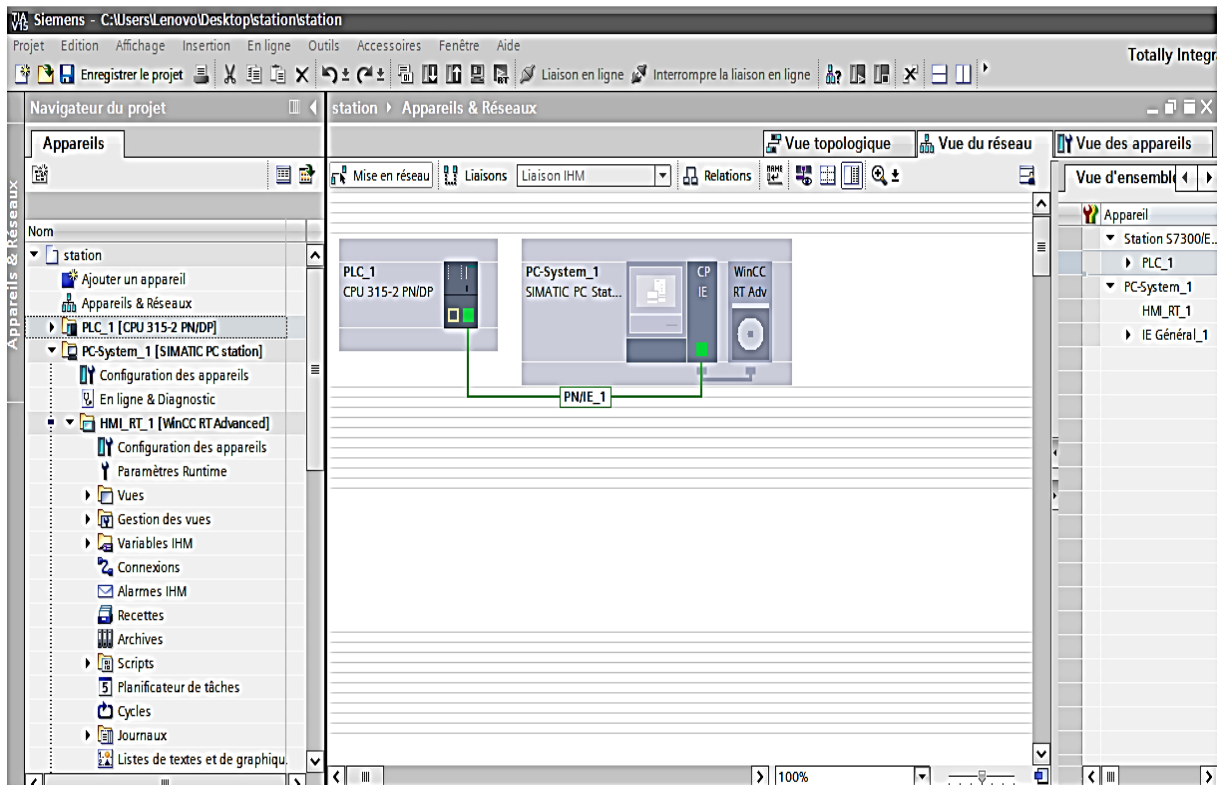 Siemens - C:\Users\Lenovo\Desktop\station\station
Projet Edition Affichage Insertion En ligne Outils Accessoires Fenêtre Aide
Totally Integr
Enregistrer le projet
Liaison en ligne
Interrompre la liaison en ligne
Navigateur du projet
station Appareils & Réseaux
Appareils
Vue topologique
Vue du réseau
Vue des appareils
Mise en réseau
Liaisons
Liaison IHM
Relations
Vue d'ensemble
Appareils & Réseaux
Nom
station
Ajouter un appareil
Appareils & Réseaux
PLC_1 [CPU 315-2 PN/DP]
PC-System_1 [SIMATIC PC station]
Configuration des appareils
En ligne & Diagnostic
HMI_RT_1 [WinCC RT Advanced]
Configuration des appareils
Paramètres Runtime
Vues
Gestion des vues
Variables IHM
Connexions
Alarmes IHM
Recettes
Archives
Scripts
Planificateur de tâches
Cycles
Journaux
Listes de textes et de graphiqu
PLC_1
CPU 315-2 PN/DP
PC-System_1
SIMATIC PC Stat...
CP
IE
WinCC
RT Adv
PN/IE_1
100%
Appareil
Station S7300/E...
PLC_1
PC-System_1
HMI_RT_1
IE Général_1